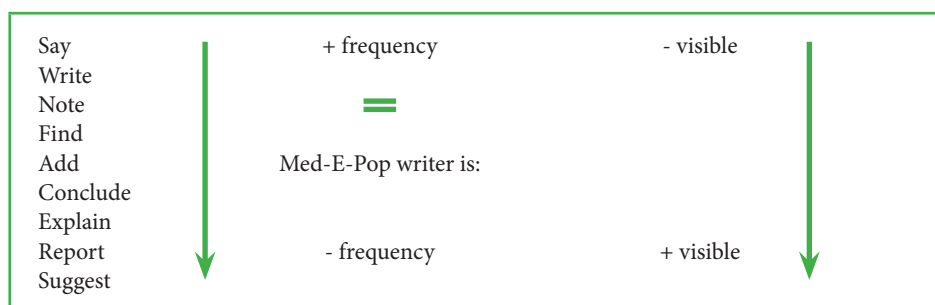 Say + frequency - visible
Write
Note
Find
Add Med-E-Pop writer is:
Conclude
Explain
Report - frequency + visible
Suggest